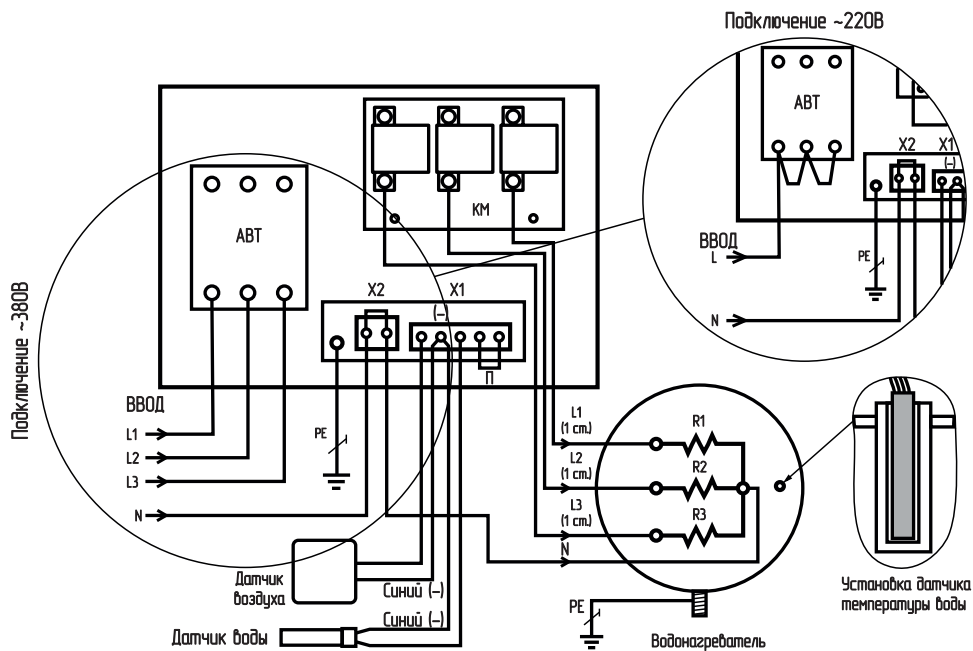 Подключение ~220В
АВТ
X2
X1
(-)
ВВОД
L
PE
N
Подключение ~380В
АВТ
КМ
X2
X1
(-)
П
ВВОД
L1
L2
L3
N
PE
L1
(1 ст.)
L2
(1 ст.)
L3
(1 ст.)
N
R1
R2
R3
PE
Датчик
воздуха
Синий (-)
Синий (-)
Датчик воды
Водонагреватель
Установка датчика
температуры воды